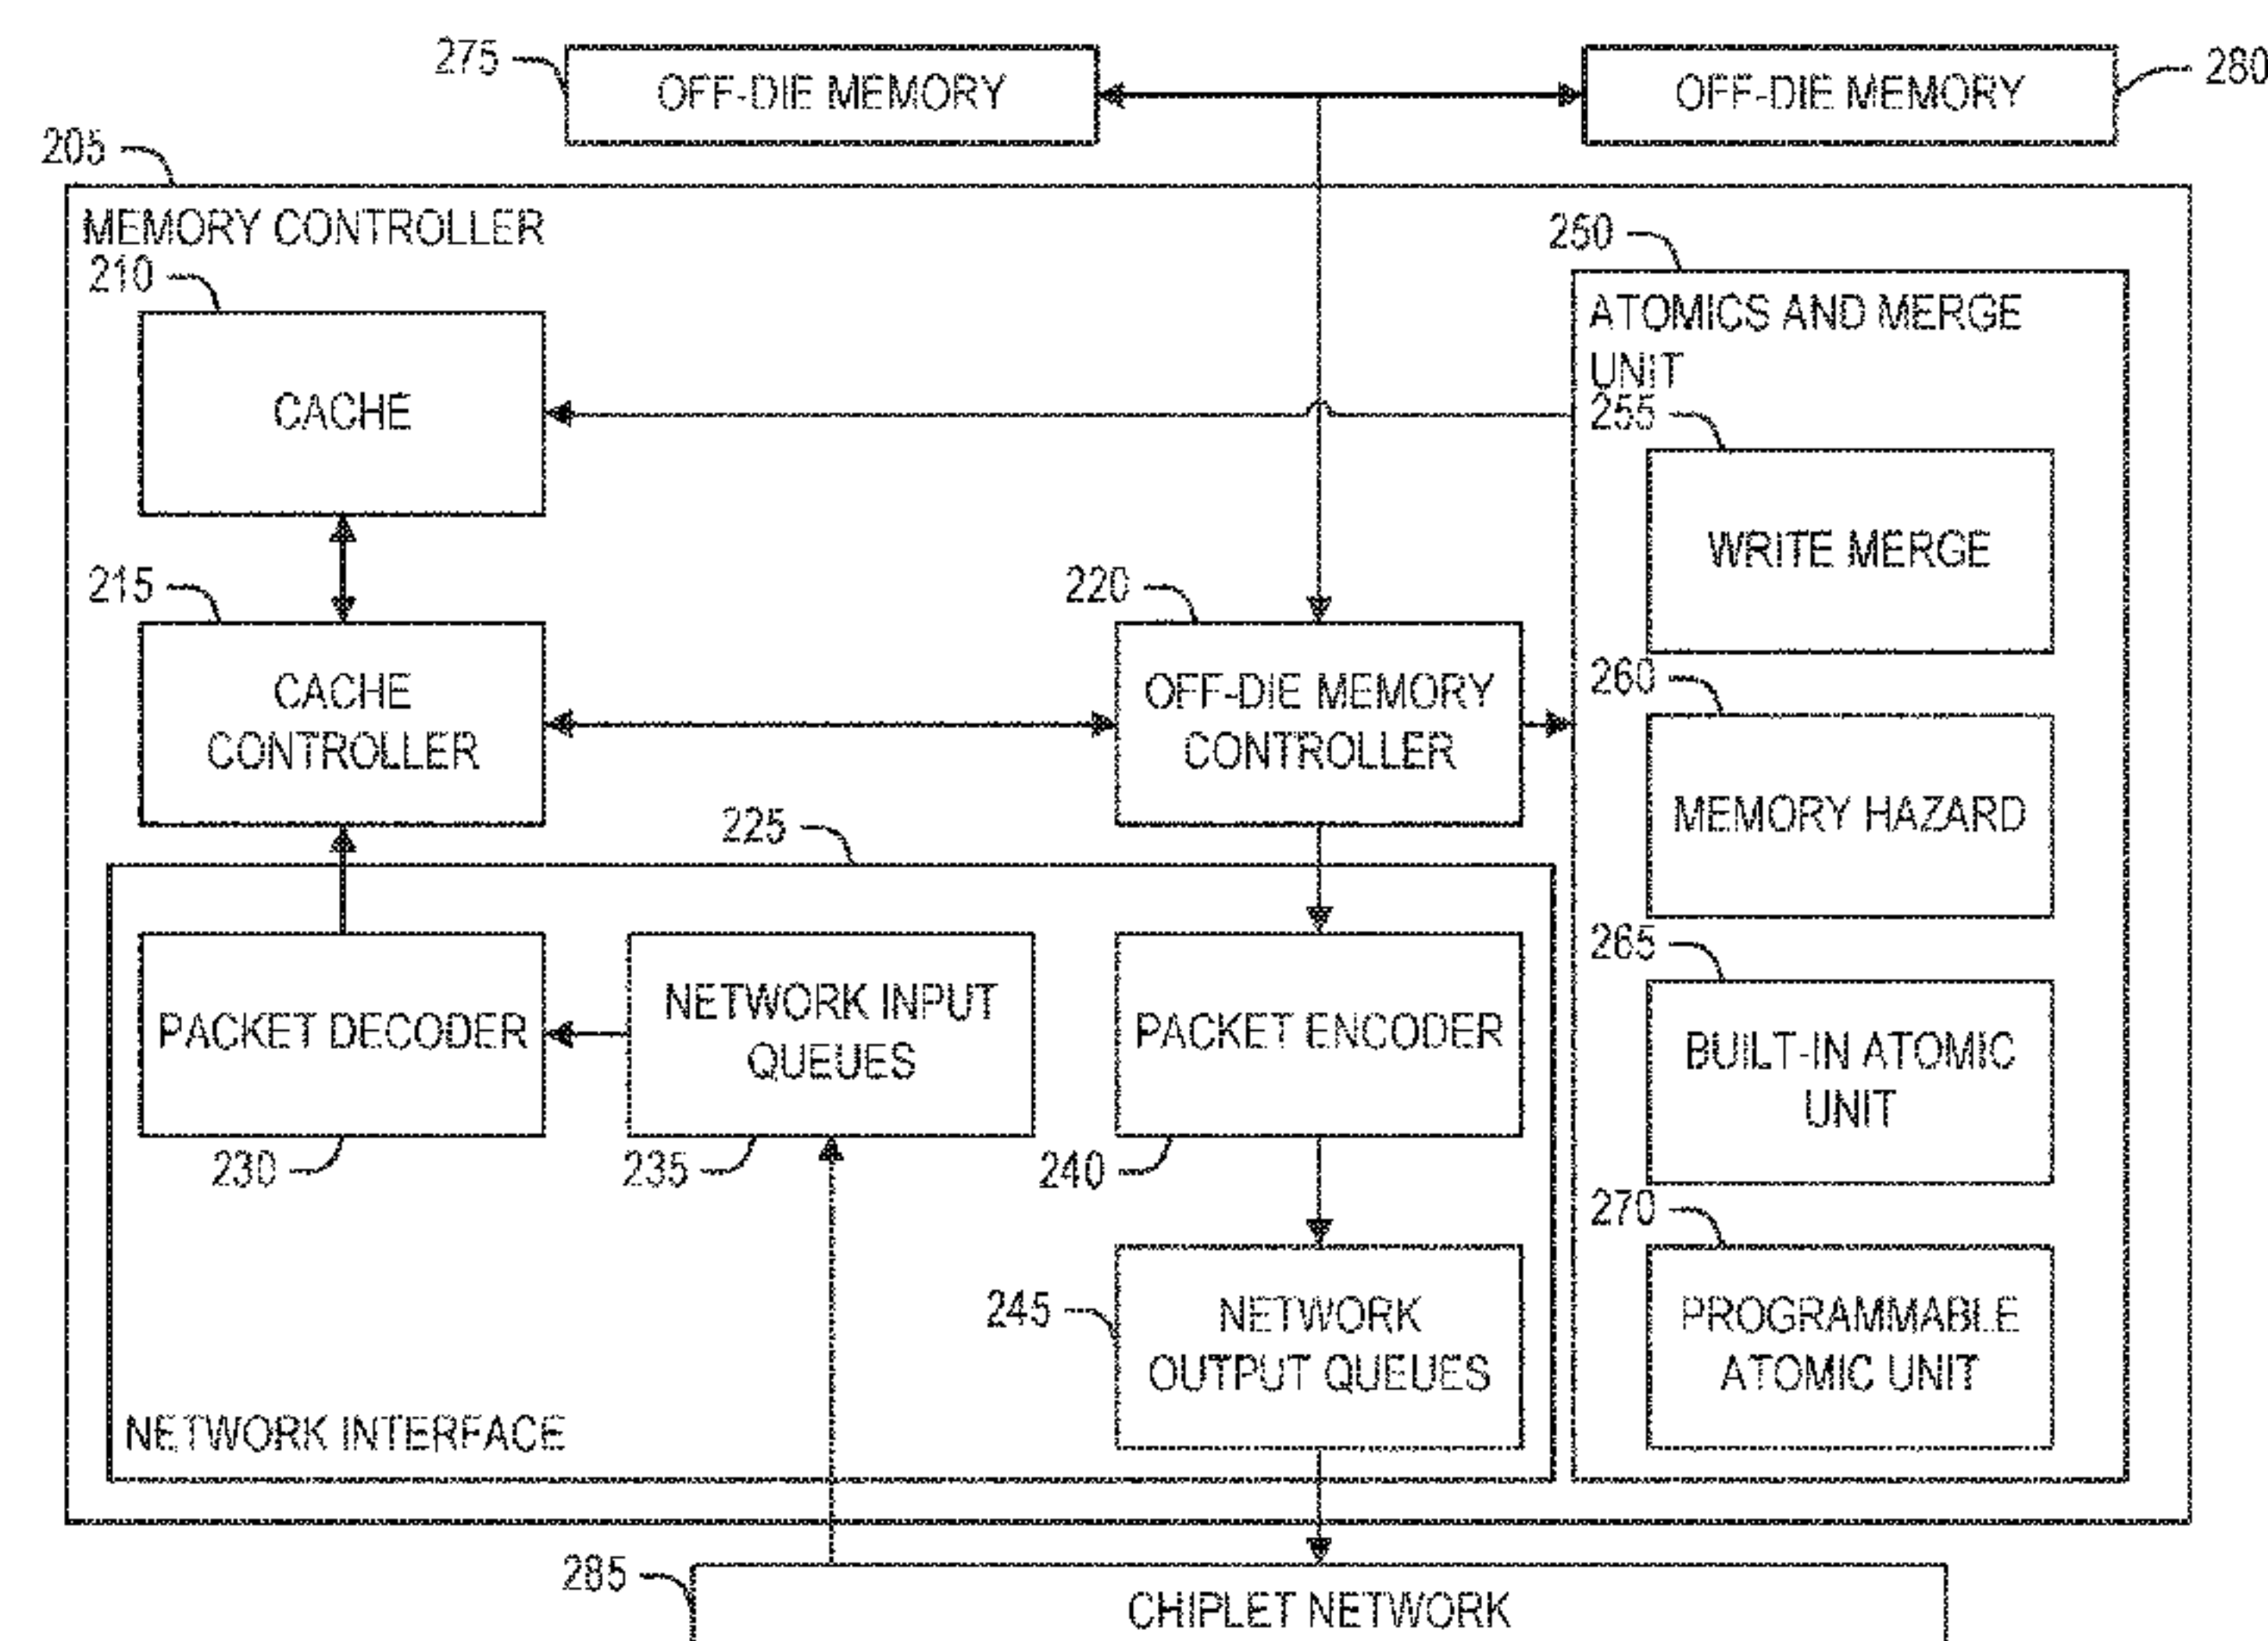 275
OFF-DIE MEMORY
OFF-DIE MEMORY
280
205
MEMORY CONTROLLER
210
CACHE
250
ATOMICS AND MERGE
UNIT
255
WRITE MERGE
215
CACHE
CONTROLLER
220
OFF-DIE MEMORY
CONTROLLER
260
MEMORY HAZARD
225
PACKET DECODER
230
NETWORK INPUT
QUEUES
235
PACKET ENCODER
240
265
BUILT-IN ATOMIC
UNIT
270
PROGRAMMABLE
ATOMIC UNIT
245
NETWORK
OUTPUT QUEUES
NETWORK INTERFACE
285
CHIPLET NETWORK